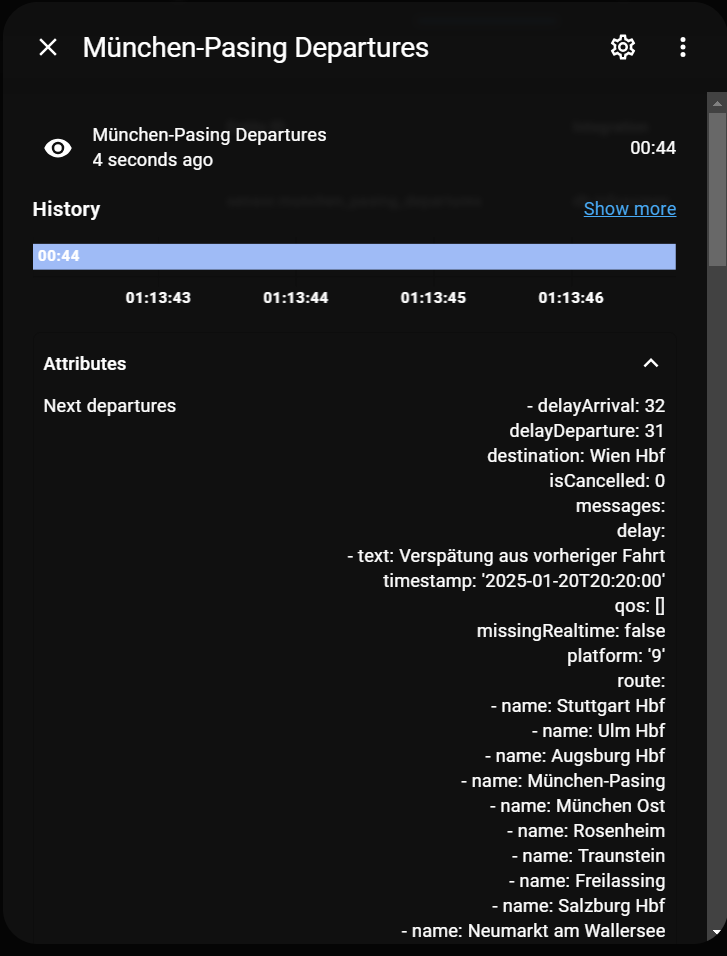 München-Pasing Departures
München-Pasing Departures
4 seconds ago
00:44
History
Show more
00:44
01:13:43 01:13:44 01:13:45 01:13:46
Attributes
Next departures
- delayArrival: 32
delayDeparture: 31
destination: Wien Hbf
isCancelled: 0
messages:
delay:
- text: Verspätung aus vorheriger Fahrt
timestamp: '2025-01-20T20:20:00'
qos: []
missingRealtime: false
platform: '9'
route:
- name: Stuttgart Hbf
- name: Ulm Hbf
- name: Augsburg Hbf
- name: München-Pasing
- name: München Ost
- name: Rosenheim
- name: Traunstein
- name: Freilassing
- name: Salzburg Hbf
- name: Neumarkt am Wallersee